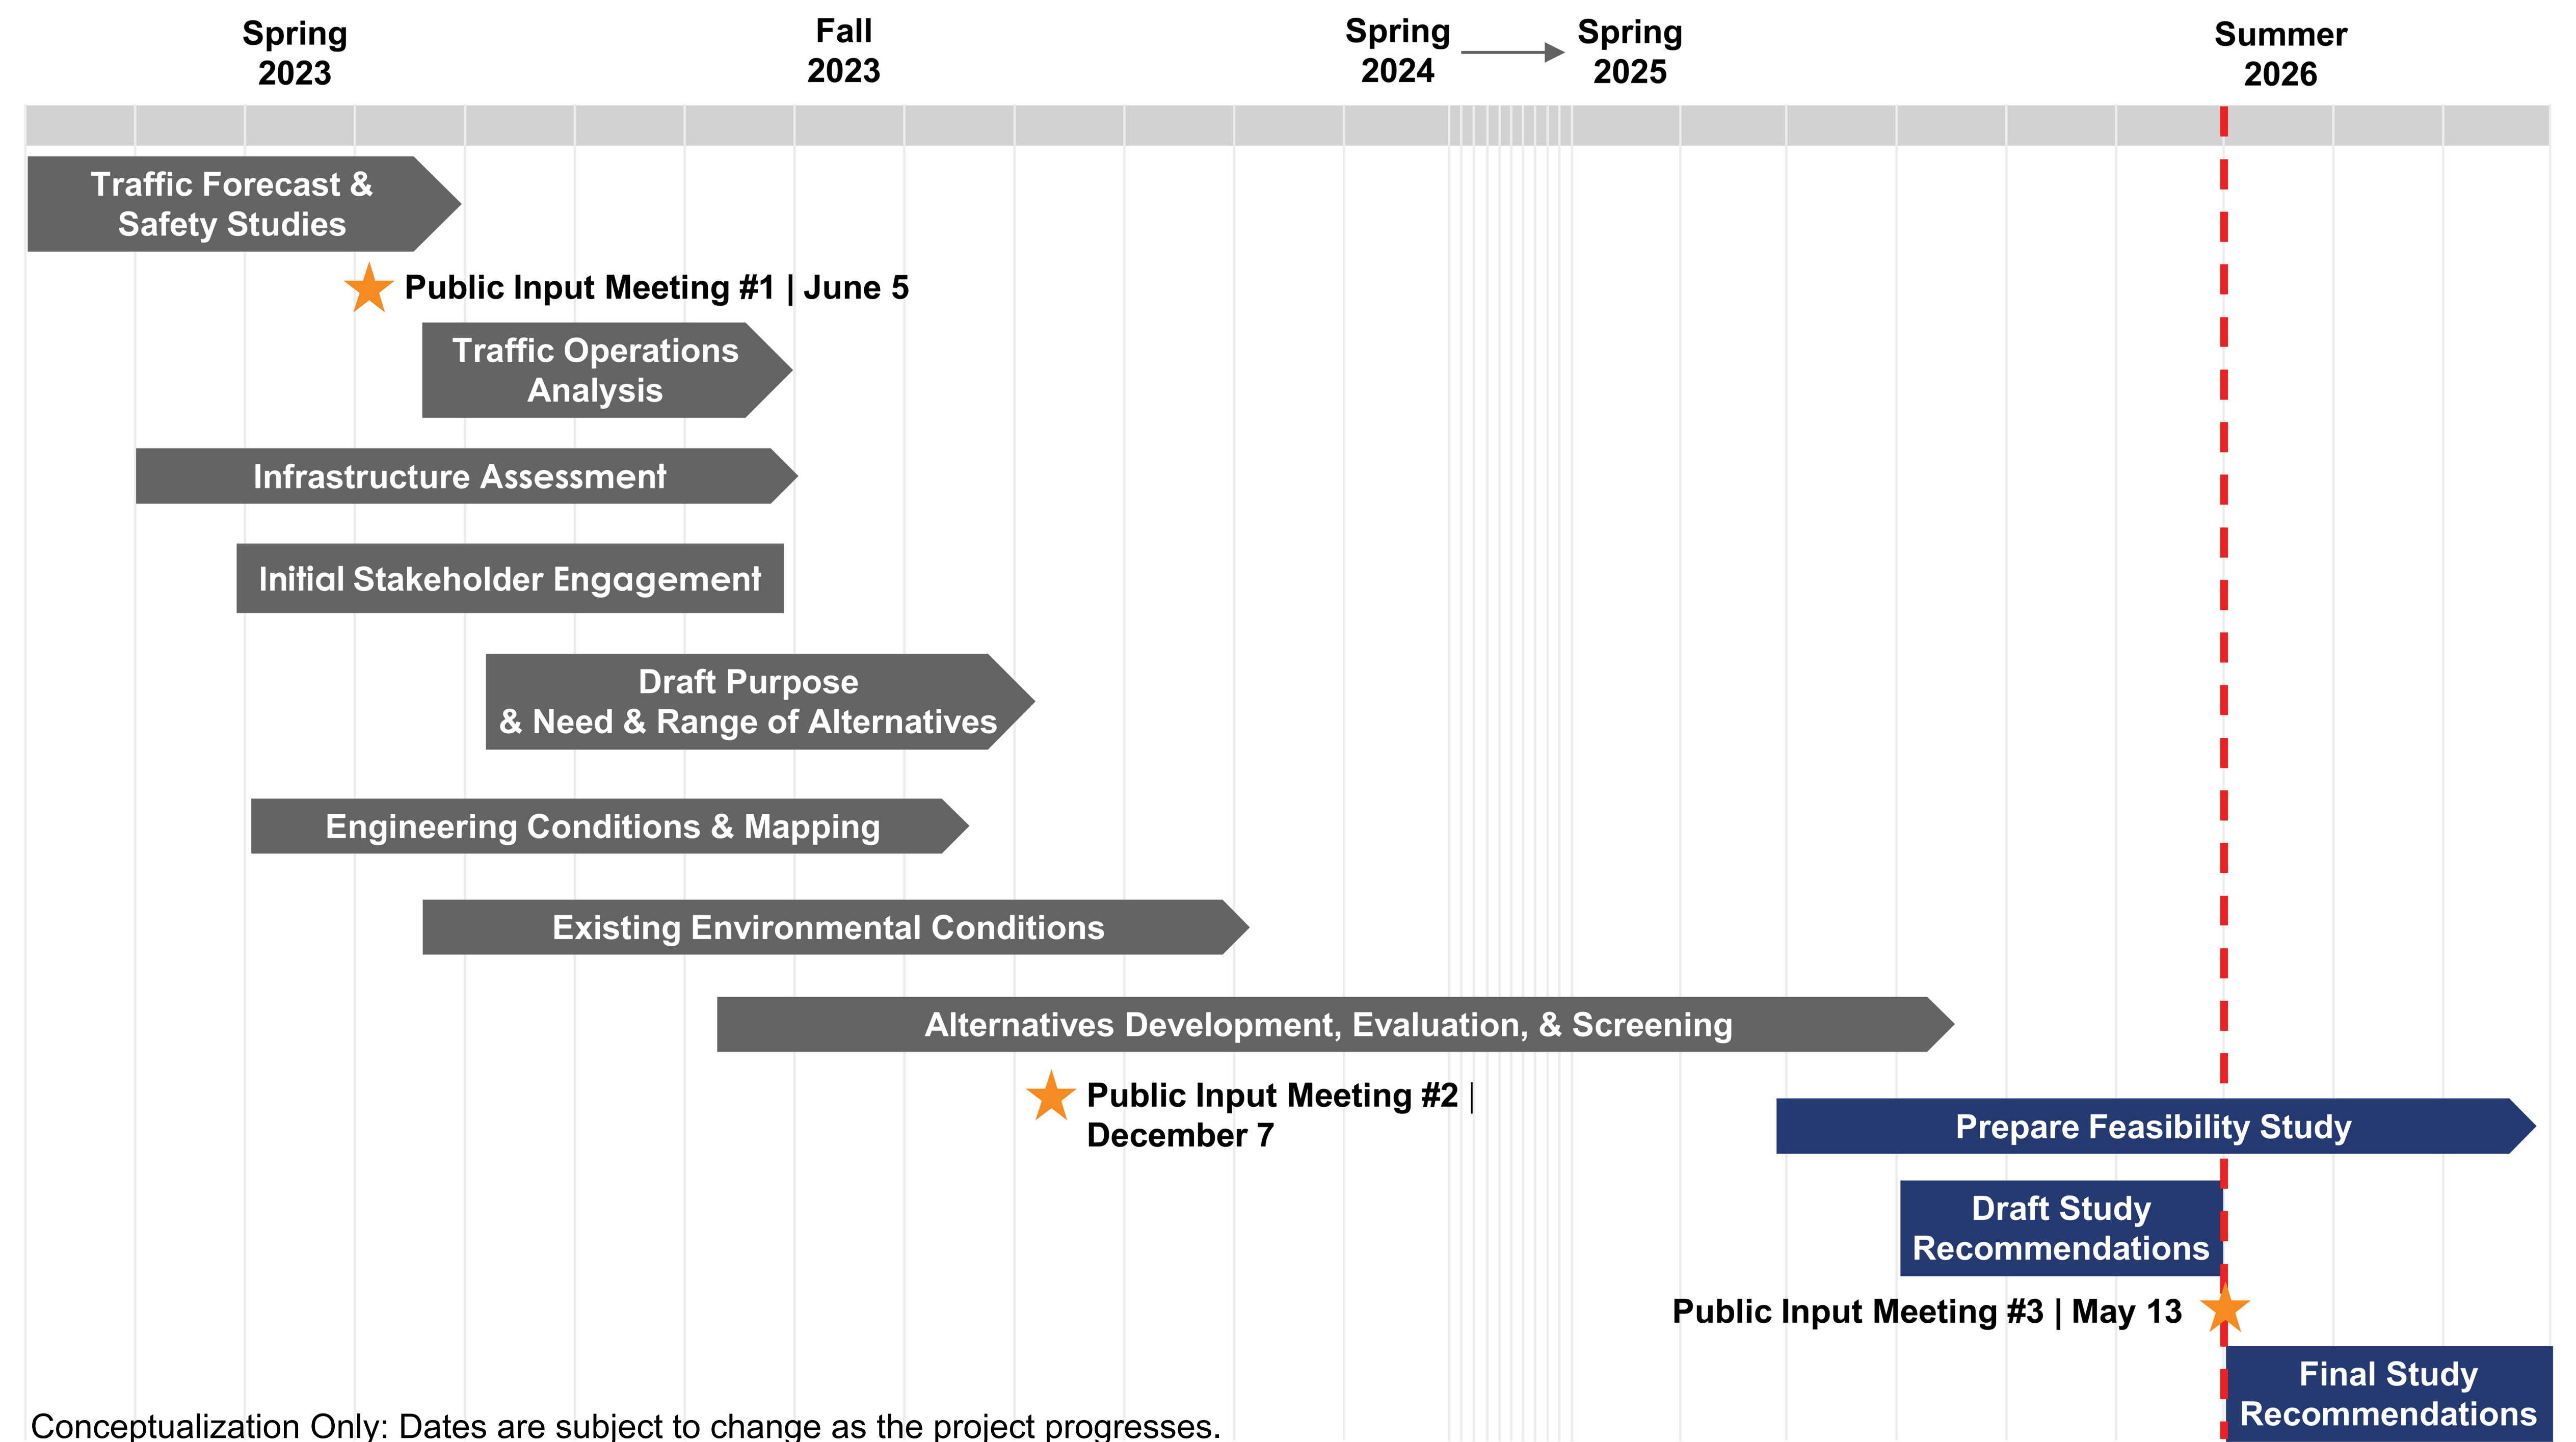 Spring
2023
Fall
2023
Spring
2024
Spring
2025
Summer
2026
Traffic Forecast &
Safety Studies
Public Input Meeting #1 | June 5
Traffic Operations
Analysis
Infrastructure Assessment
Initial Stakeholder Engagement
Draft Purpose
& Need & Range of Alternatives
Engineering Conditions & Mapping
Existing Environmental Conditions
Alternatives Development, Evaluation, & Screening
Public Input Meeting #2 |
December 7
Prepare Feasibility Study
Draft Study
Recommendations
Public Input Meeting #3 | May 13
Final Study
Recommendations
Conceptualization Only: Dates are subject to change as the project progresses.